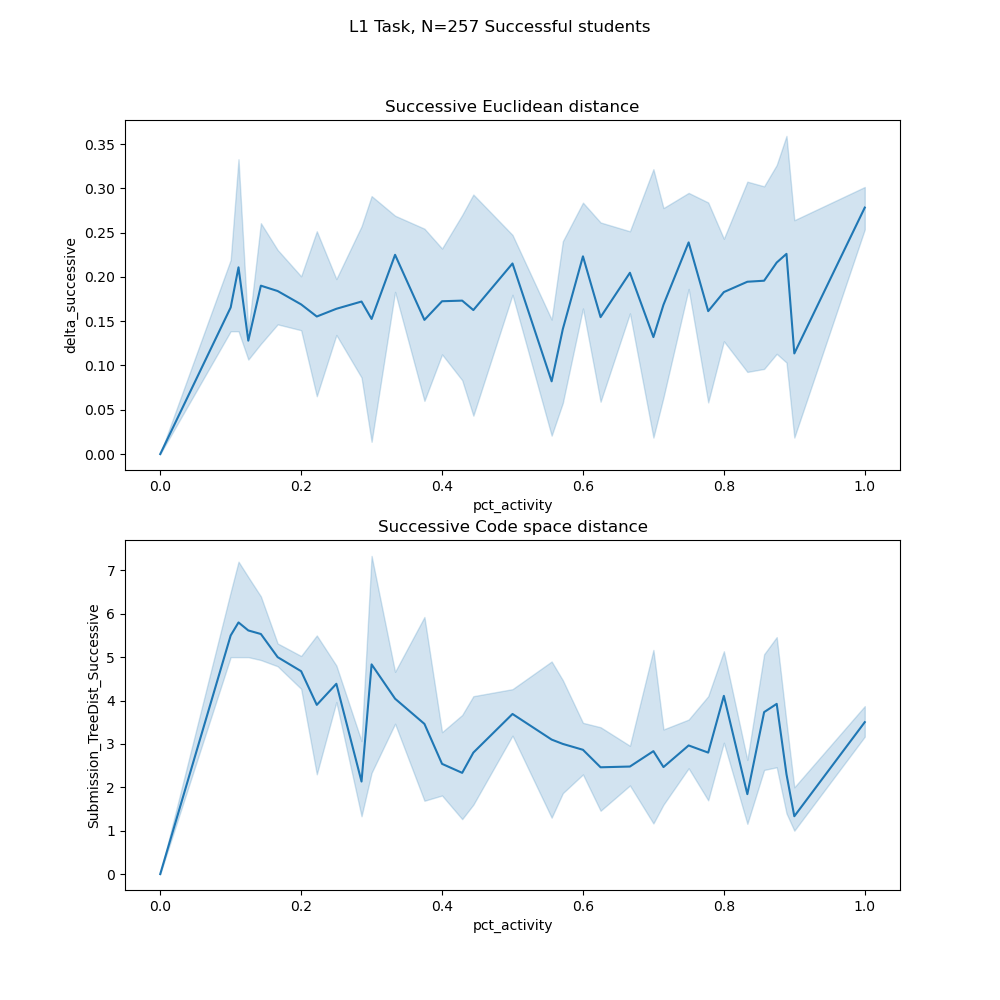 L1 Task, N=257 Successful students
Successive Euclidean distance
0.35
0.30
0.25
0.20
0.15
0.10
0.05
0.00
delta_successive
0.0 0.2 0.4 0.6 0.8 1.0
pct_activity
Successive Code space distance
7
6
5
4
3
2
1
0
Submission_TreeDist_Successive
0.0 0.2 0.4 0.6 0.8 1.0
pct_activity